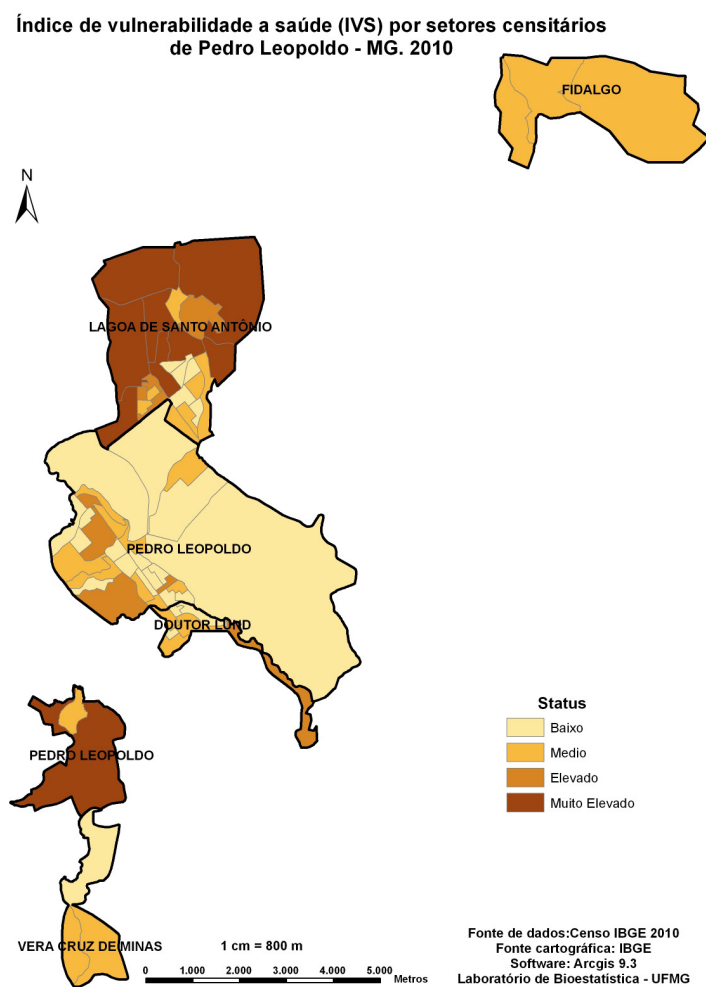 Índice de vulnerabilidade a saúde (IVS) por setores censitários
de Pedro Leopoldo - MG. 2010
FIDALGO
N
LAGOA DE SANTO ANTÔNIO
PEDRO LEOPOLDO
DOUTOR LUND
PEDRO LEOPOLDO
VERA CRUZ DE MINAS
Status
Baixo
Medio
Elevado
Muito Elevado
1 cm = 800 m
0 1.000 2.000 3.000 4.000 5.000 Metros
Fonte de dados:Censo IBGE 2010
Fonte cartográfica: IBGE
Software: Arcgis 9.3
Laboratório de Bioestatística - UFMG